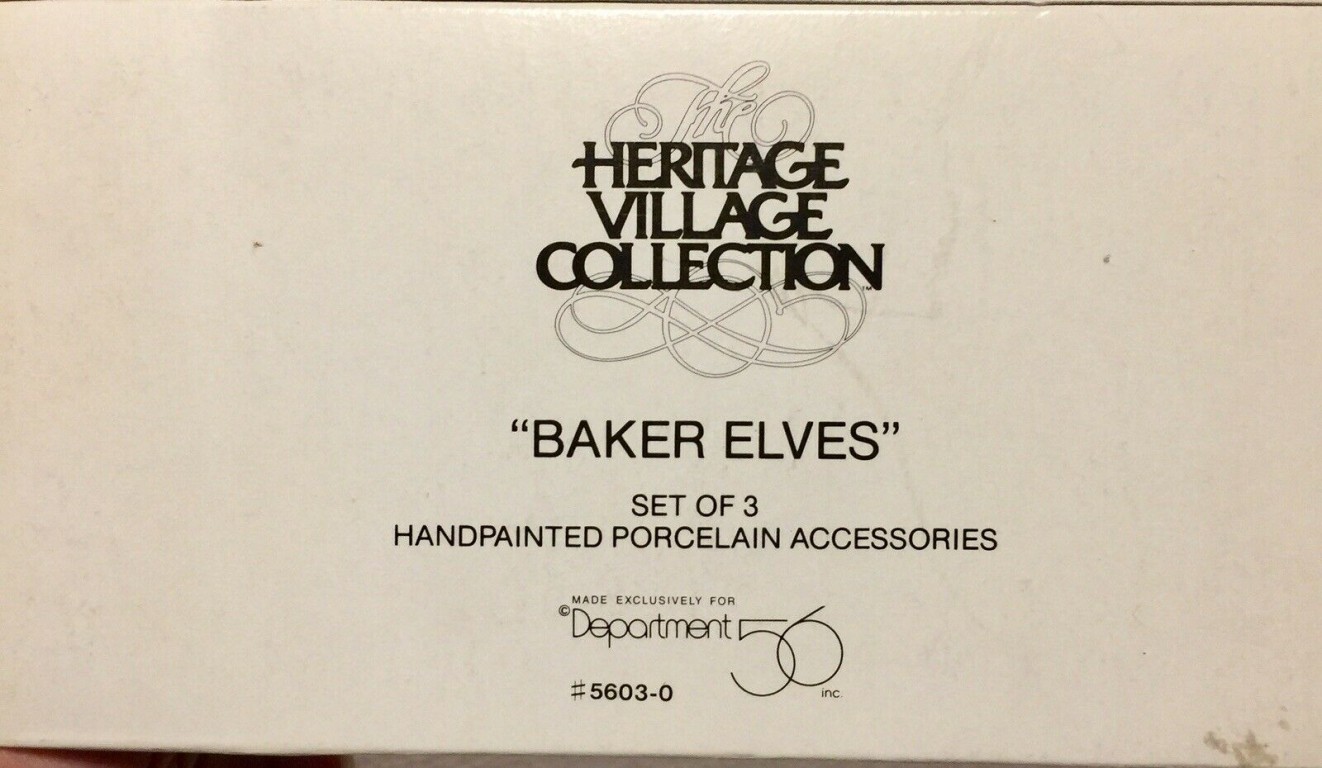 The
HERITAGE
VILLAGE
COLLECTION™
“BAKER ELVES”
SET OF 3
HANDPAINTED PORCELAIN ACCESSORIES
MADE EXCLUSIVELY FOR
©Department 56 inc.
#5603-0